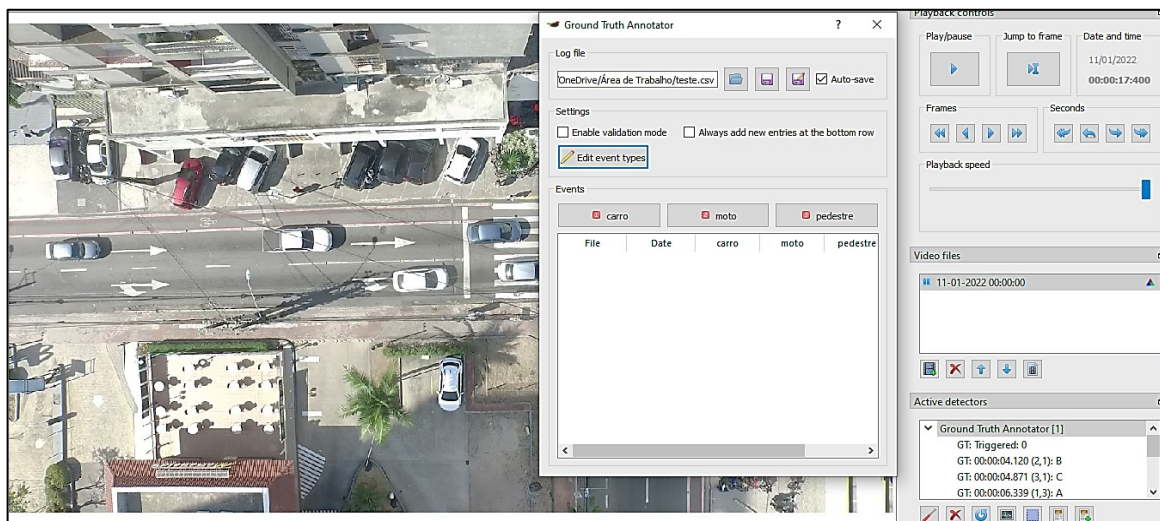 Ground Truth Annotator
?
Log file
'OneDrive/Área de Trabalho/teste.csv
Auto-save
Settings
Enable validation mode
Always add new entries at the bottom row
Edit event types
Events
carro
moto
pedestre
File
Date
carro
moto
pedestre
Playback controls
Play/pause
Jump to frame
Date and time
11/01/2022
00:00:17:400
Frames
Seconds
Playback speed
Video files
11-01-2022 00:00:00
Active detectors
Ground Truth Annotator [1]
GT: Triggered: 0
GT: 00:00:04.120 (2,1): B
GT: 00:00:04.871 (3,1): C
GT: 00:00:06.339 (1,3): A